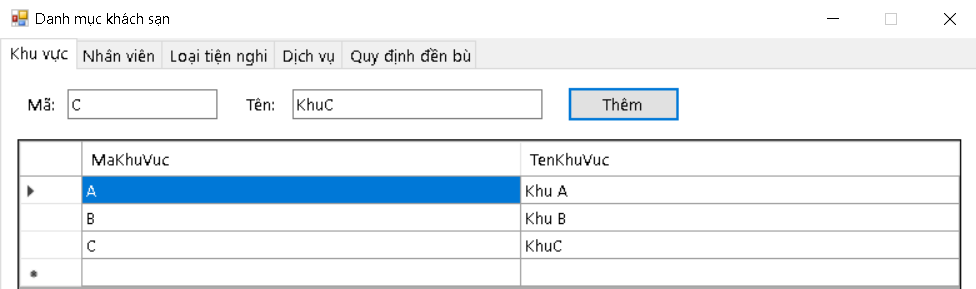 Danh mục khách sạn
Khu vực Nhân viên Loại tiện nghi Dịch vụ Quy định đền bù
Mã: C Tên: KhuC Thêm
MaKhuVuc TenKhuVuc
A Khu A
B Khu B
C KhuC